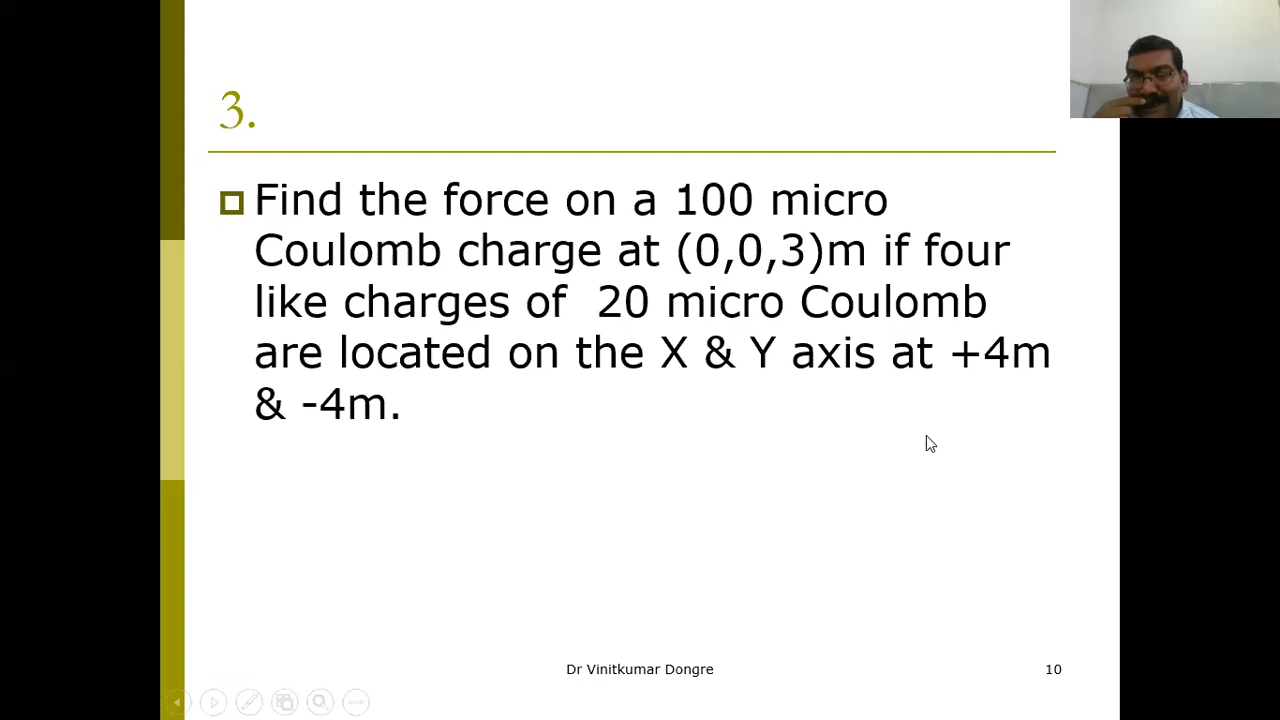 3.
Find the force on a 100 micro
Coulomb charge at (0,0,3)m if four
like charges of  20 micro Coulomb
are located on the X & Y axis at +4m
& -4m.
Dr Vinitkumar Dongre
10